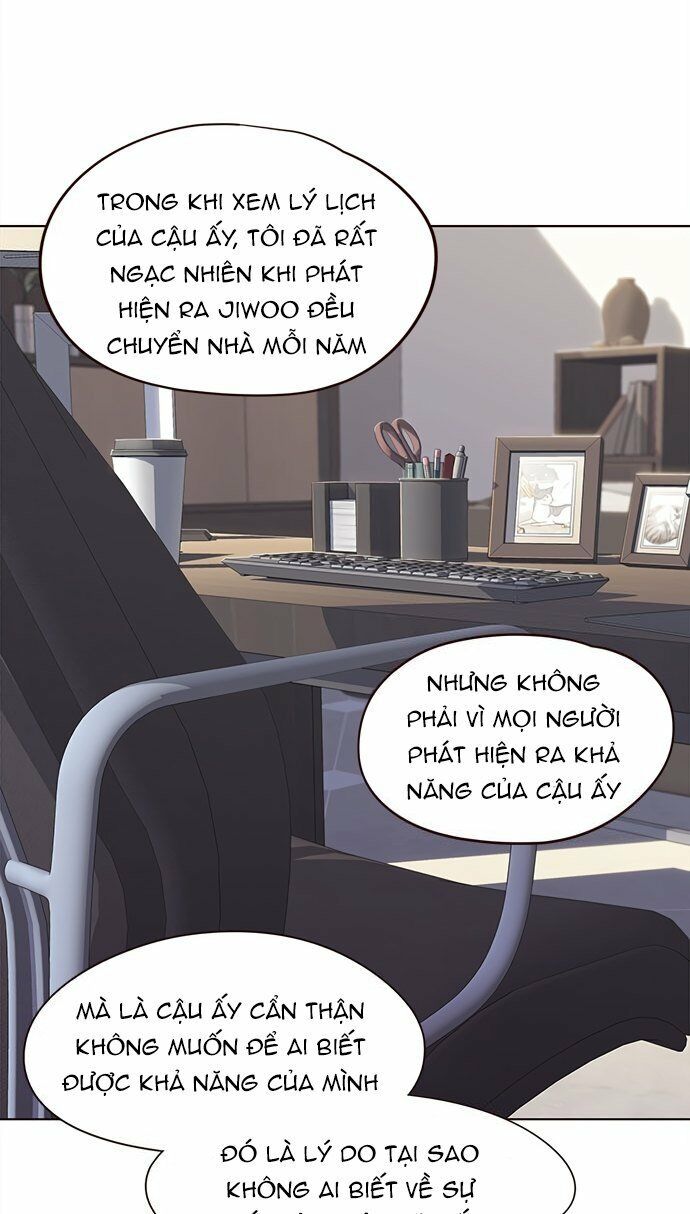 TRONG KHI XEM LÝ LỊCH
CỦA CẬU ẤY, TÔI ĐÃ RẤT
NGẠC NHIÊN KHI PHÁT
HIỆN RA JIWOO ĐỀU
CHUYỂN NHÀ MỖI NĂM
NHƯNG KHÔNG
PHẢI VÌ MỌI NGƯỜI
PHÁT HIỆN RA KHẢ
NĂNG CỦA CẬU ẤY
MÀ LÀ CẬU ẤY CẨN THẬN
KHÔNG MUỐN ĐỂ AI BIẾT
ĐƯỢC KHẢ NĂNG CỦA MÌNH
ĐÓ LÀ LÝ DO TẠI SAO
KHÔNG AI BIẾT VỀ SỰ